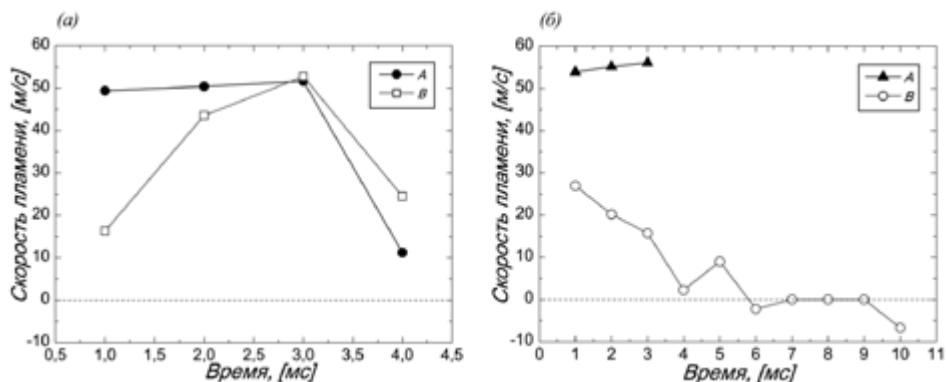 (а)
60
50
40
30
20
10
0
-10
Скорость пламени, [м/с]
A
B
0,5 1,0 1,5 2,0 2,5 3,0 3,5 4,0 4,5
Время, [мс]
(б)
60
50
40
30
20
10
0
-10
Скорость пламени, [м/с]
A
B
0 1 2 3 4 5 6 7 8 9 10 11
Время, [мс]